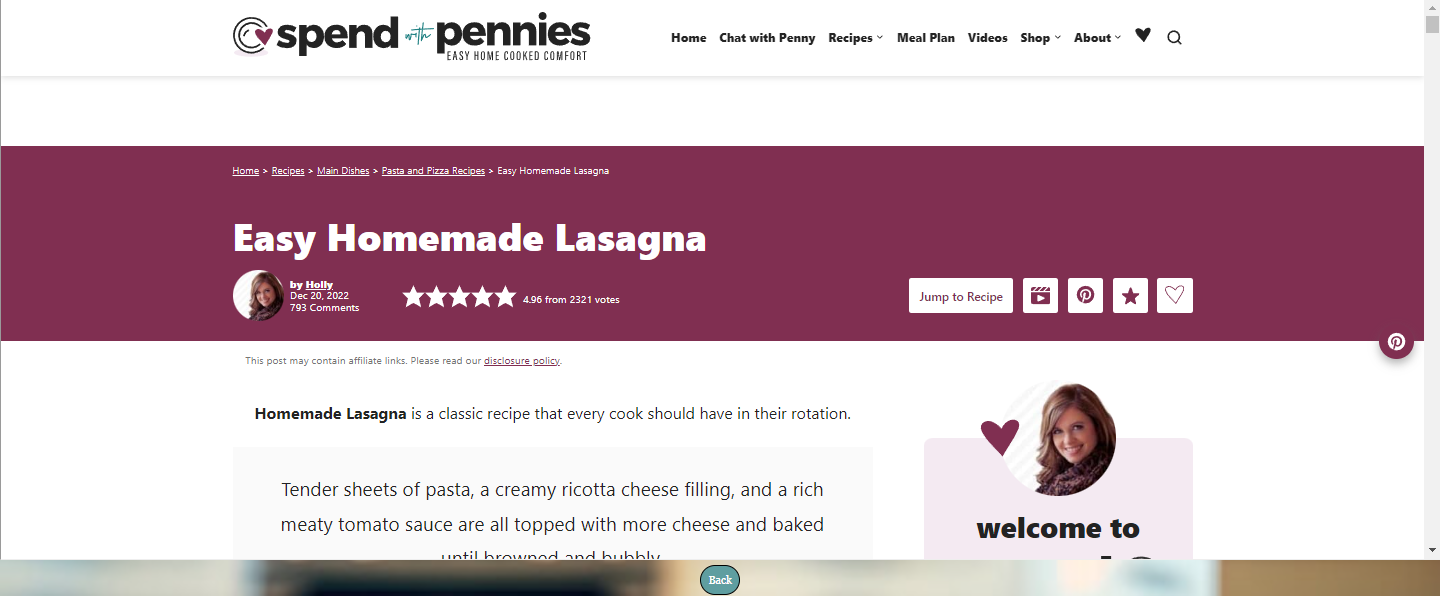 spend with pennies
EASY HOME COOKED COMFORT
Home Chat with Penny Recipes Meal Plan Videos Shop About
Home > Recipes > Main Dishes > Pasta and Pizza Recipes > Easy Homemade Lasagna
Easy Homemade Lasagna
by Holly
Dec 20, 2022
793 Comments
4.96 from 2321 votes
Jump to Recipe
This post may contain affiliate links. Please read our disclosure policy.
Homemade Lasagna is a classic recipe that every cook should have in their rotation.
Tender sheets of pasta, a creamy ricotta cheese filling, and a rich
meaty tomato sauce are all topped with more cheese and baked
until browned and bubbly.
welcome to
Back